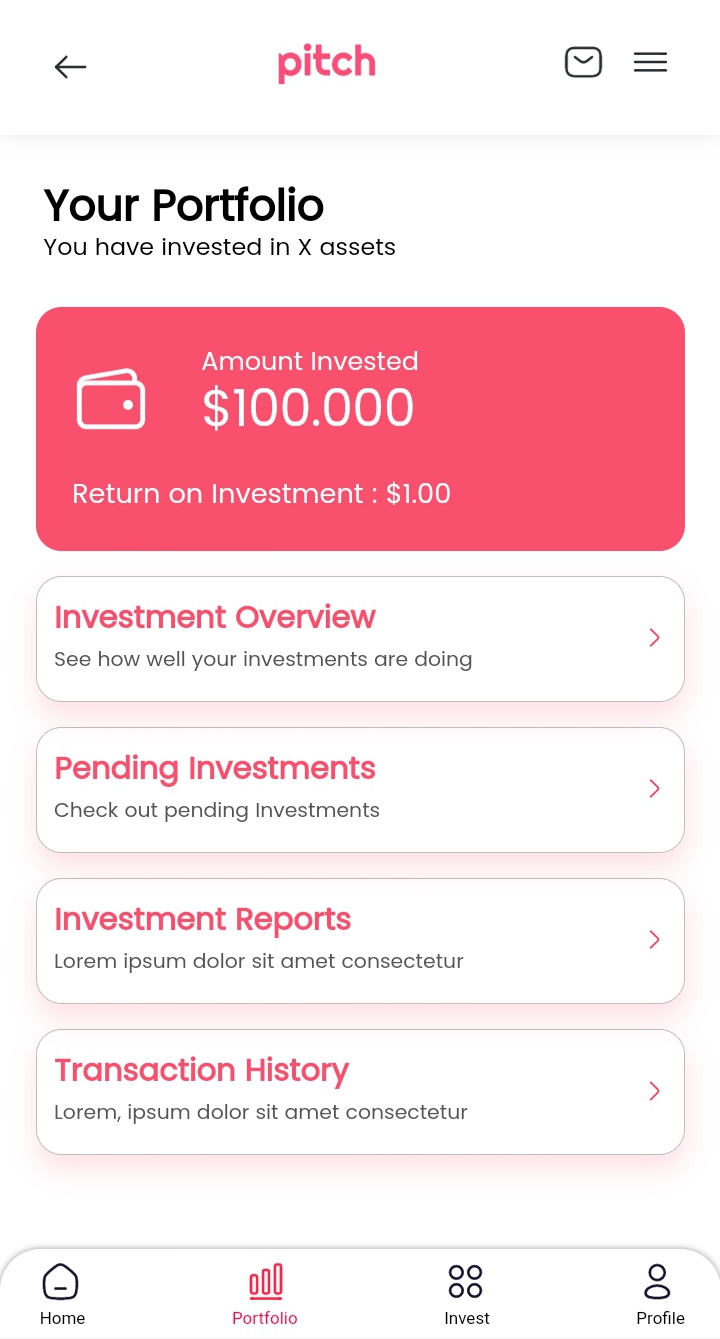 pitch
Your Portfolio
You have invested in X assets
Amount Invested
$100.000
Return on Investment : $1.00
Investment Overview
See how well your investments are doing
Pending Investments
Check out pending Investments
Investment Reports
Lorem ipsum dolor sit amet consectetur
Transaction History
Lorem, ipsum dolor sit amet consectetur
Home Portfolio Invest Profile